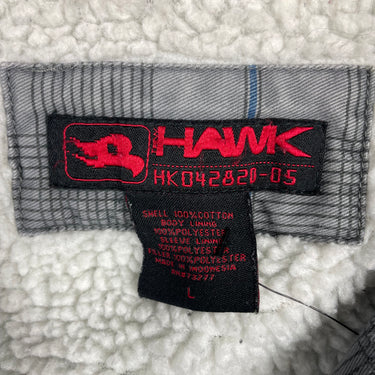 HAWK
HK042820-05
SHELL 100%COTTON
BODY LINING
100%POLYESTER
SLEEVE LINING
100%POLYESTER
FILLER 100%POLYESTER
MADE IN INDONESIA
L